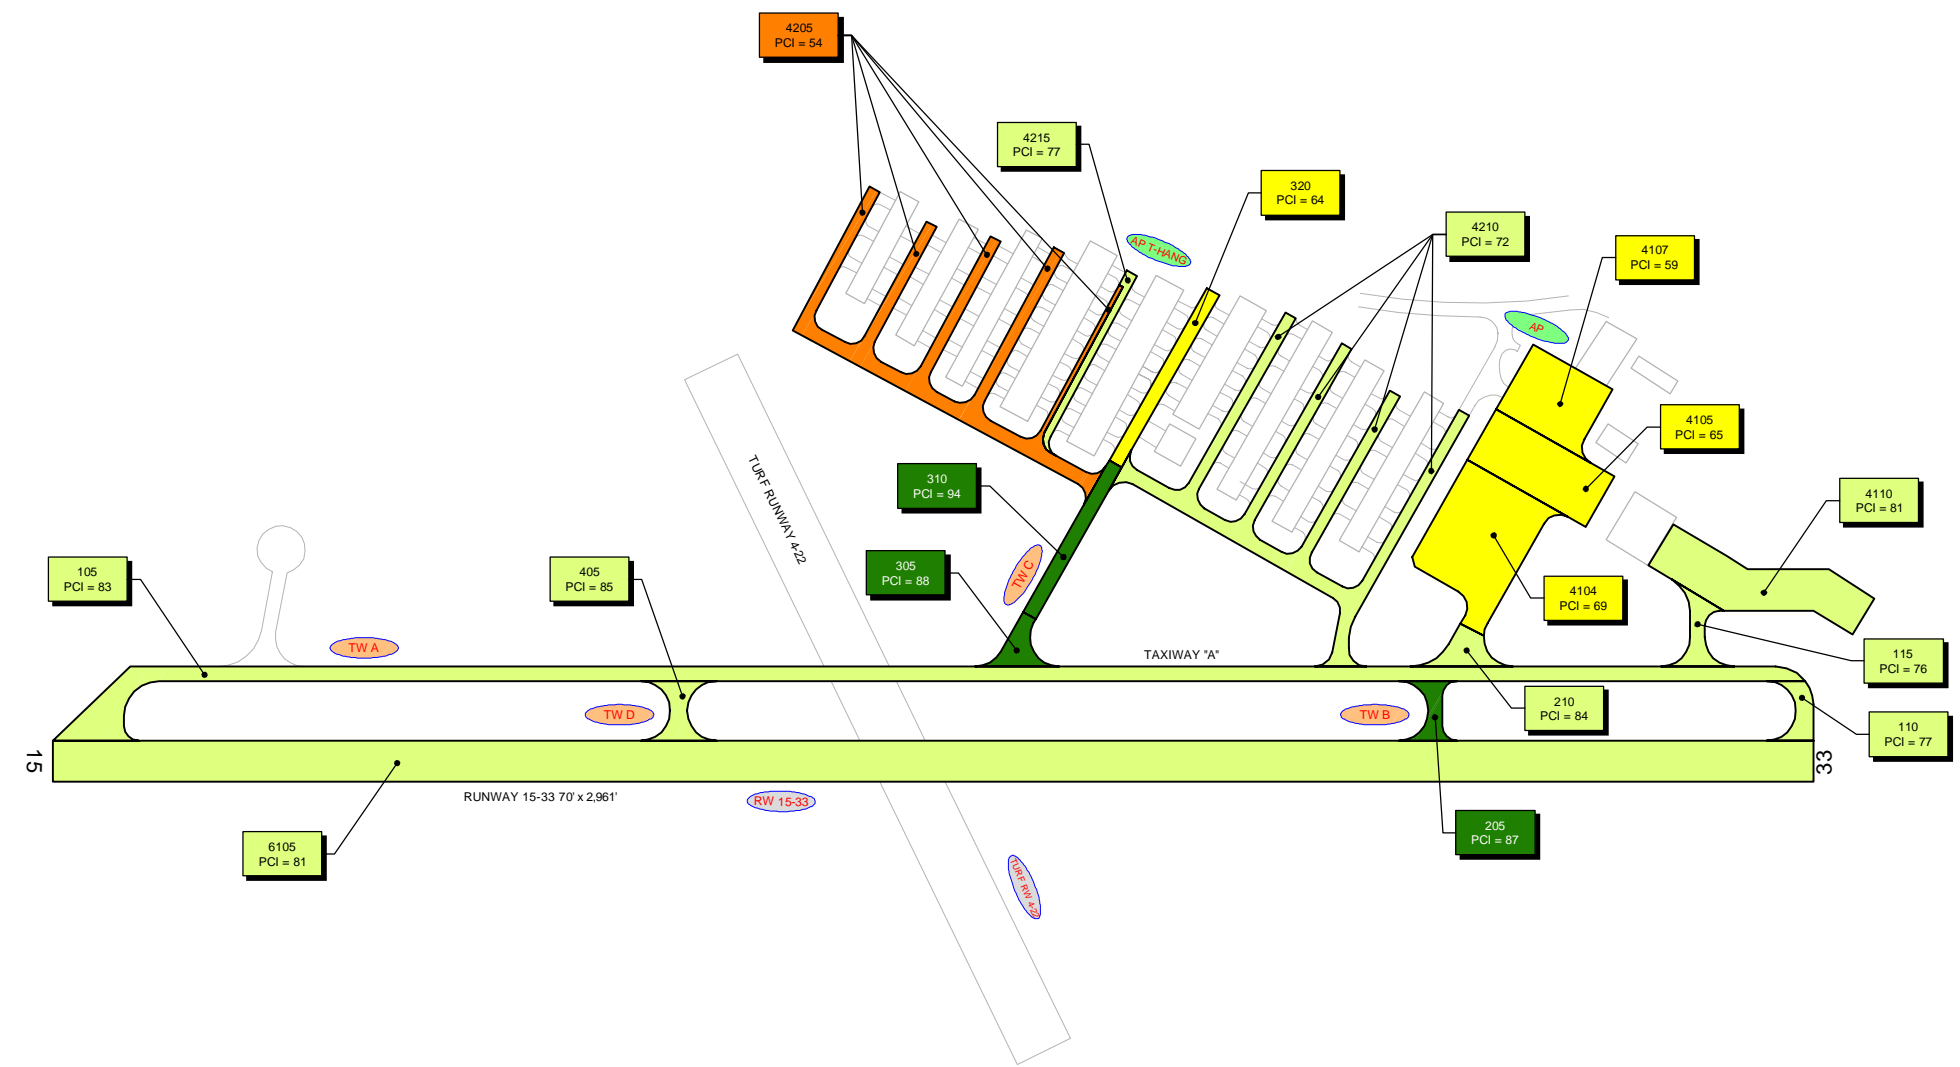 4205
PCI = 54
4215
PCI = 77
320
PCI = 64
4210
PCI = 72
4107
PCI = 59
AP T-HANG
AP
4105
PCI = 65
310
PCI = 94
TURF RUNWAY 4-22
4110
PCI = 81
105
PCI = 83
405
PCI = 85
305
PCI = 88
TW C
4104
PCI = 69
TW A
TAXIWAY "A"
115
PCI = 76
210
PCI = 84
TW D
TW B
110
PCI = 77
15
33
RUNWAY 15-33 70' x 2,961'
RW 15-33
205
PCI = 87
6105
PCI = 81
TURF RW 4-22